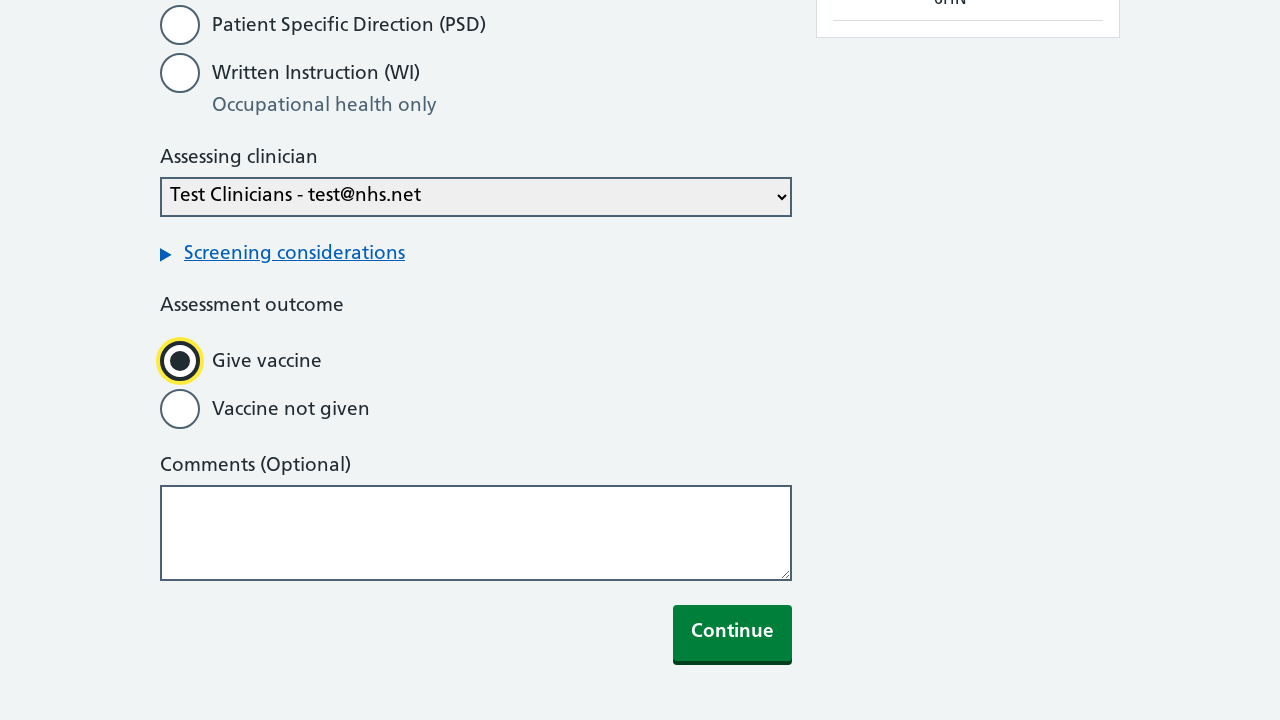 Patient Specific Direction (PSD)
Written Instruction (WI)
Occupational health only
Assessing clinician
Test Clinicians - test@nhs.net
Screening considerations
Assessment outcome
Give vaccine
Vaccine not given
Comments (Optional)
Continue